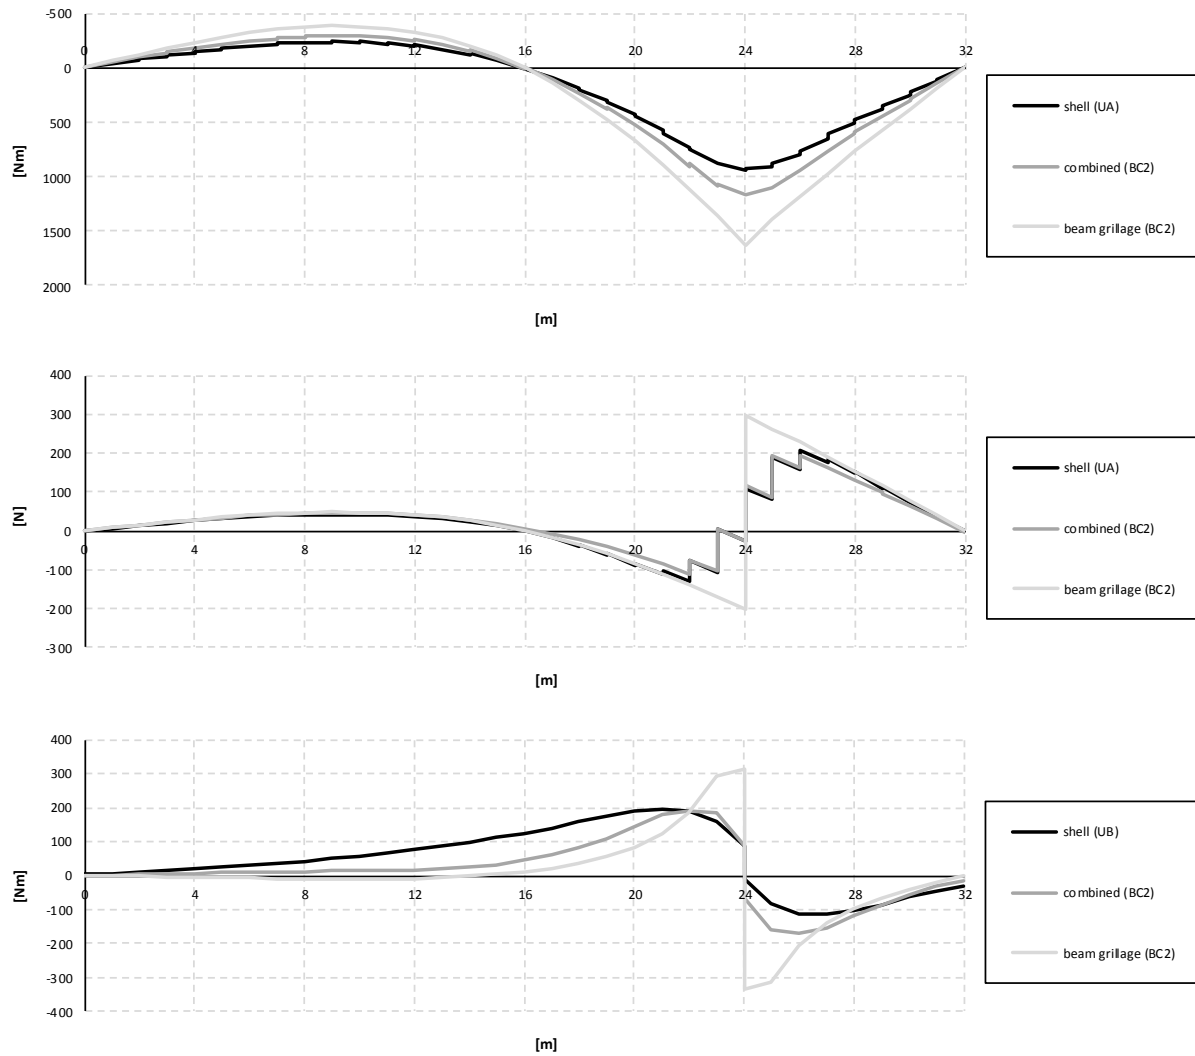 -500
0 4 8 12 16 20 24 28 32
0
500
1000
1500
2000
[Nm]
[m]
shell (UA)
combined (BC2)
beam grillage (BC2)
400
300
200
100
0
0 4 8 12 16 20 24 28 32
-100
-200
-300
[N]
[m]
shell (UA)
combined (BC2)
beam grillage (BC2)
400
300
200
100
0
0 4 8 12 16 20 24 28 32
-100
-200
-300
-400
[Nm]
[m]
shell (UB)
combined (BC2)
beam grillage (BC2)